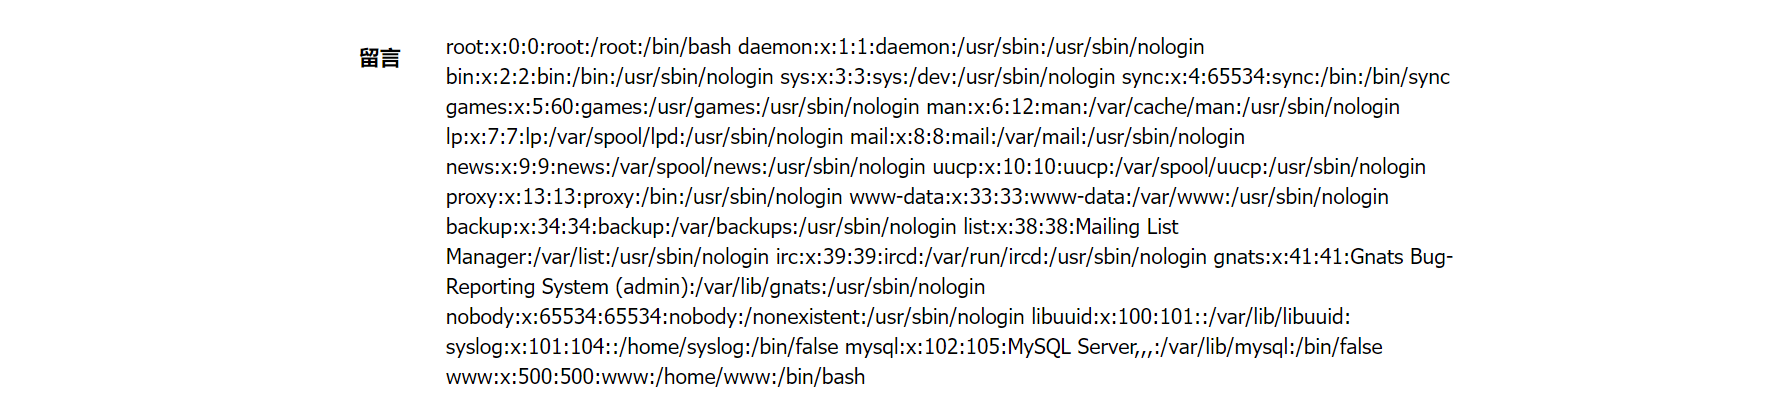 留言
root:x:0:0:root:/root:/bin/bash daemon:x:1:1:daemon:/usr/sbin:/usr/sbin/nologin
bin:x:2:2:bin:/bin:/usr/sbin/nologin sys:x:3:3:sys:/dev:/usr/sbin/nologin sync:x:4:65534:sync:/bin:/bin/sync
games:x:5:60:games:/usr/games:/usr/sbin/nologin man:x:6:12:man:/var/cache/man:/usr/sbin/nologin
lp:x:7:7:lp:/var/spool/lpd:/usr/sbin/nologin mail:x:8:8:mail:/var/mail:/usr/sbin/nologin
news:x:9:9:news:/var/spool/news:/usr/sbin/nologin uucp:x:10:10:uucp:/var/spool/uucp:/usr/sbin/nologin
proxy:x:13:13:proxy:/bin:/usr/sbin/nologin www-data:x:33:33:www-data:/var/www:/usr/sbin/nologin
backup:x:34:34:backup:/var/backups:/usr/sbin/nologin list:x:38:38:Mailing List
Manager:/var/list:/usr/sbin/nologin irc:x:39:39:ircd:/var/run/ircd:/usr/sbin/nologin gnats:x:41:41:Gnats Bug-
Reporting System (admin):/var/lib/gnats:/usr/sbin/nologin
nobody:x:65534:65534:nobody:/nonexistent:/usr/sbin/nologin libuuid:x:100:101::/var/lib/libuuid:
syslog:x:101:104::/home/syslog:/bin/false mysql:x:102:105:MySQL Server,,,:/var/lib/mysql:/bin/false
www:x:500:500:www:/home/www:/bin/bash